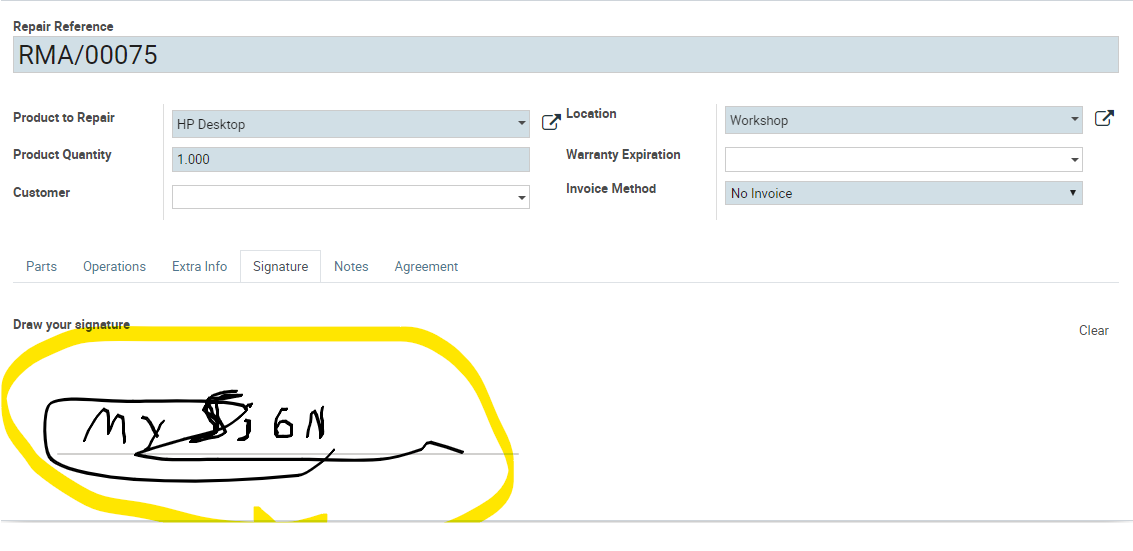 Repair Reference
RMA/00075
Product to Repair HP Desktop Location Workshop
Product Quantity 1.000 Warranty Expiration
Customer Invoice Method No Invoice
Parts Operations Extra Info Signature Notes Agreement
Draw your signature Clear
MY SiGN